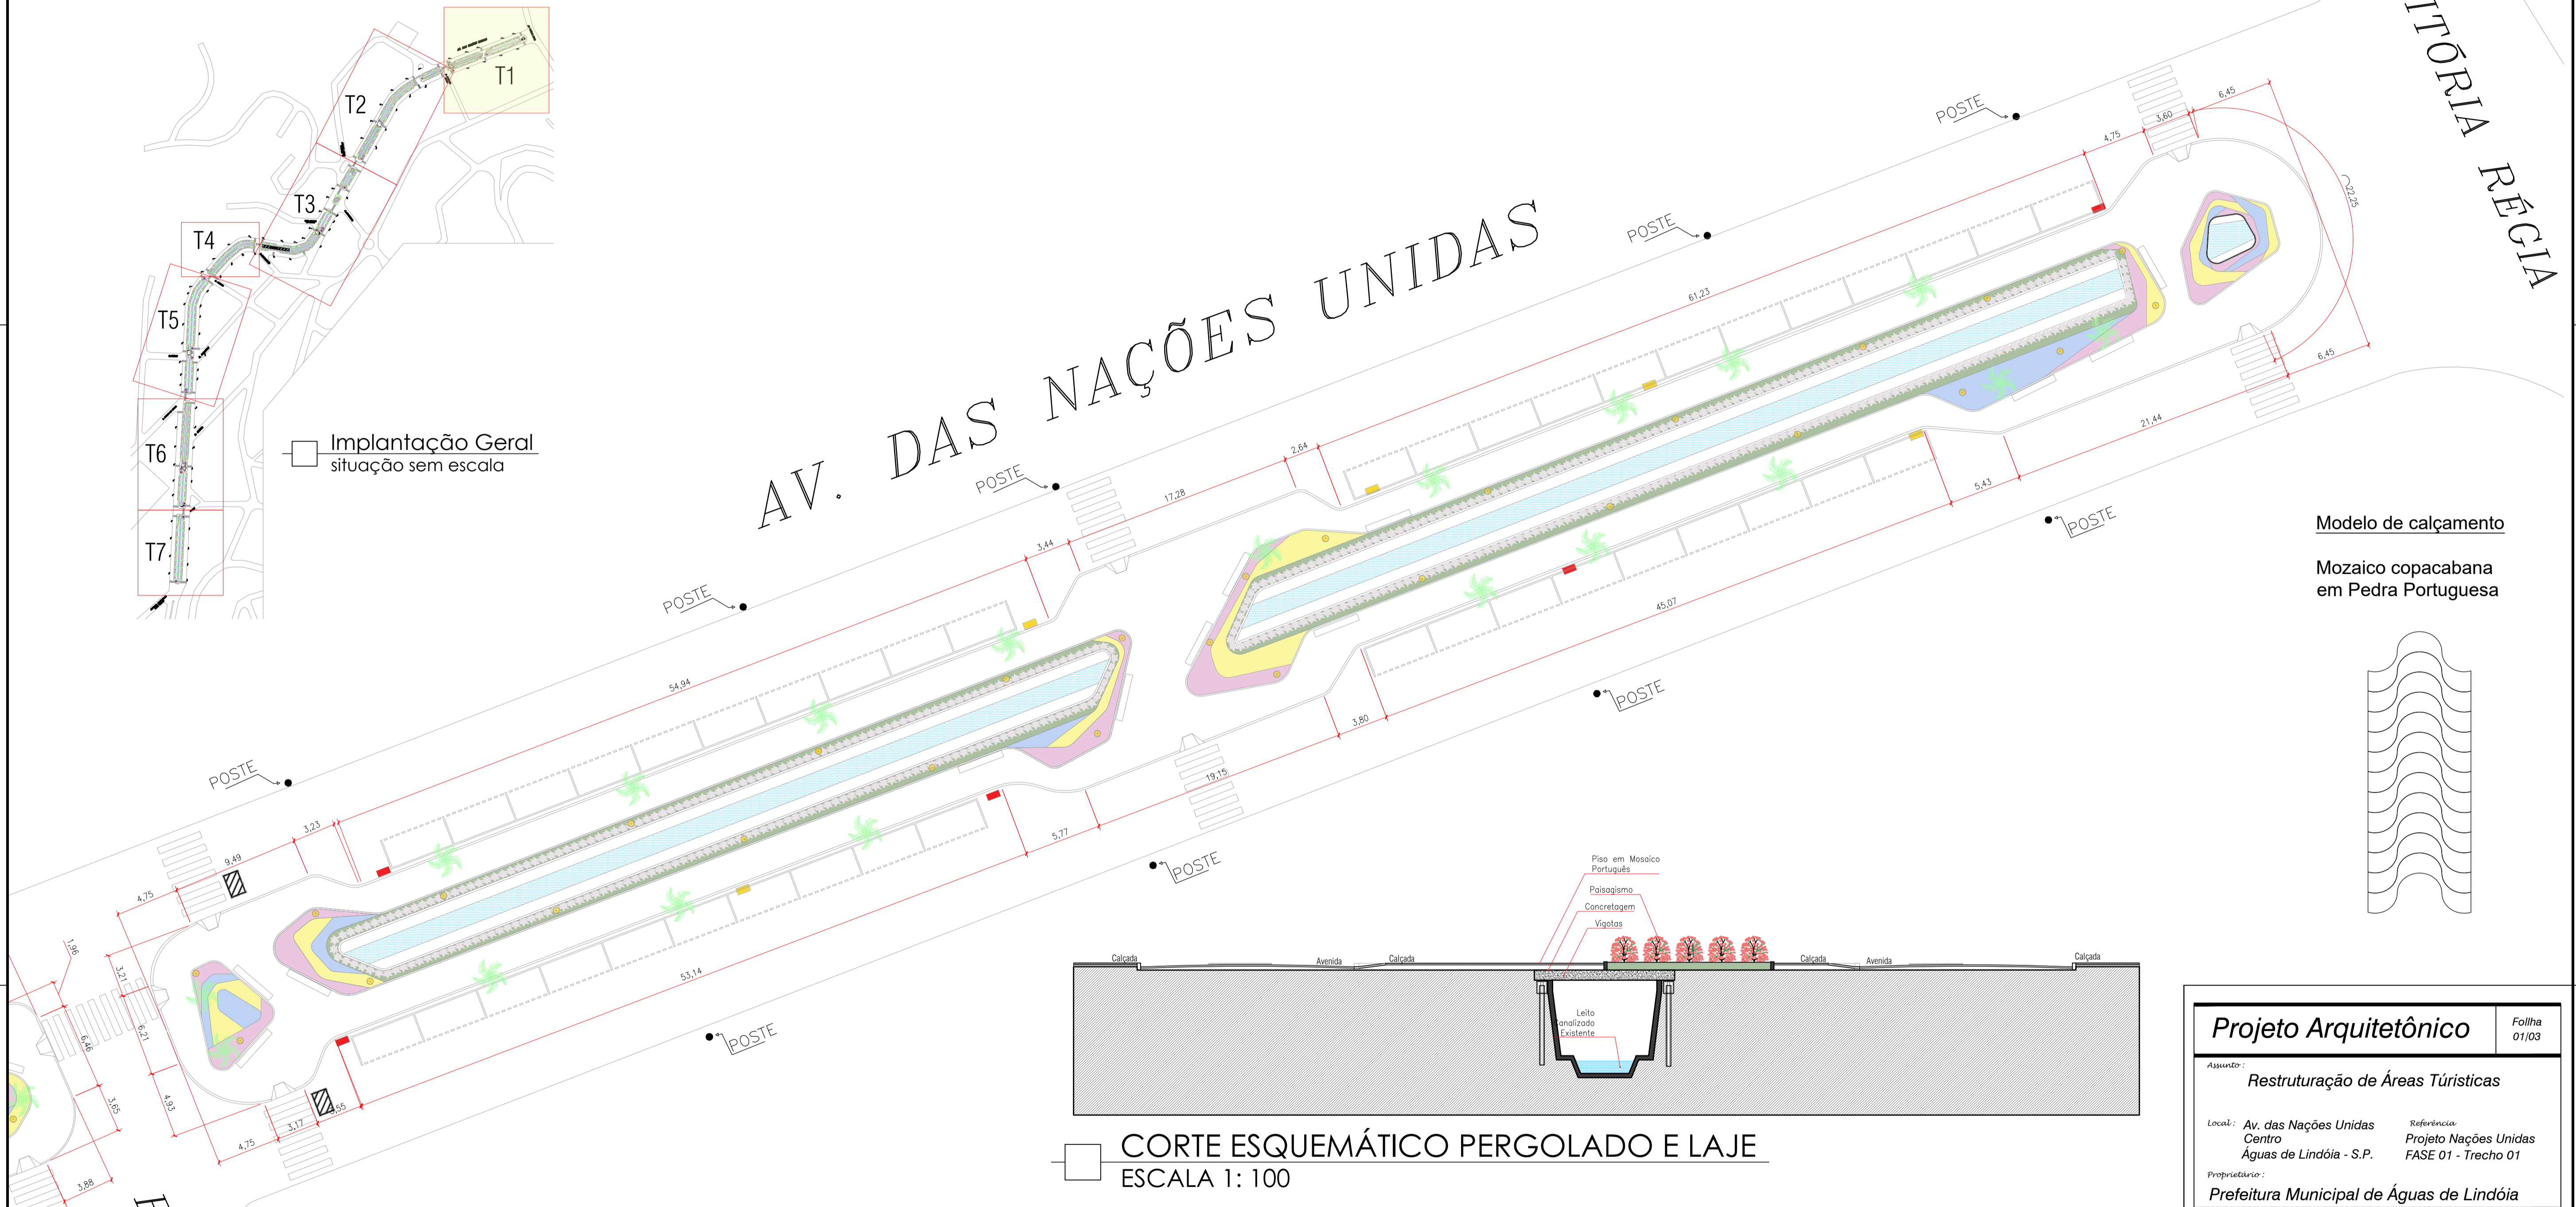 T1
T2
T3
T4
T5
T6
T7
Implantação Geral
situação sem escala
AV. DAS NAÇÕES UNIDAS
ITÓRIA RÉGIA
POSTE
POSTE
POSTE
POSTE
POSTE
POSTE
POSTE
POSTE
POSTE
6,45
3,60
4,75
22,25
61,23
2,64
17,28
3,44
54,94
3,23
9,49
4,75
1,96
3,21
6,21
6,46
4,93
3,65
3,88
4,75
3,17
53,14
5,77
19,15
3,80
45,07
5,43
21,44
6,45
Modelo de calçamento
Mozaico copacabana
em Pedra Portuguesa
Piso em Mosaico
Português
Paisagismo
Concretagem
Vigotas
Calçada
Avenida
Calçada
Calçada
Avenida
Calçada
Leito
Canalizado
Existente
CORTE ESQUEMÁTICO PERGOLADO E LAJE
ESCALA 1: 100
Projeto Arquitetônico
Follha
01/03
Assunto :
Restruturação de Áreas Túristicas
Local : Av. das Nações Unidas
Centro
Águas de Lindóia - S.P.
Referência
Projeto Nações Unidas
FASE 01 - Trecho 01
Proprietário :
Prefeitura Municipal de Águas de Lindóia